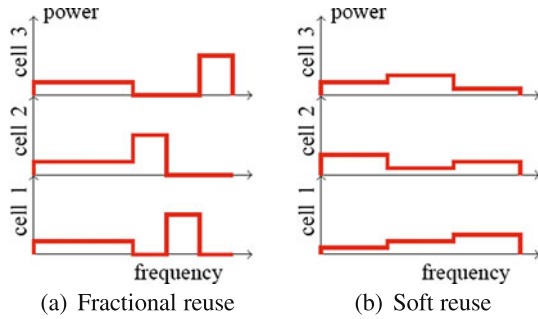 power
cell 3
cell 2
cell 1
frequency
(a) Fractional reuse
power
cell 3
cell 2
cell 1
frequency
(b) Soft reuse